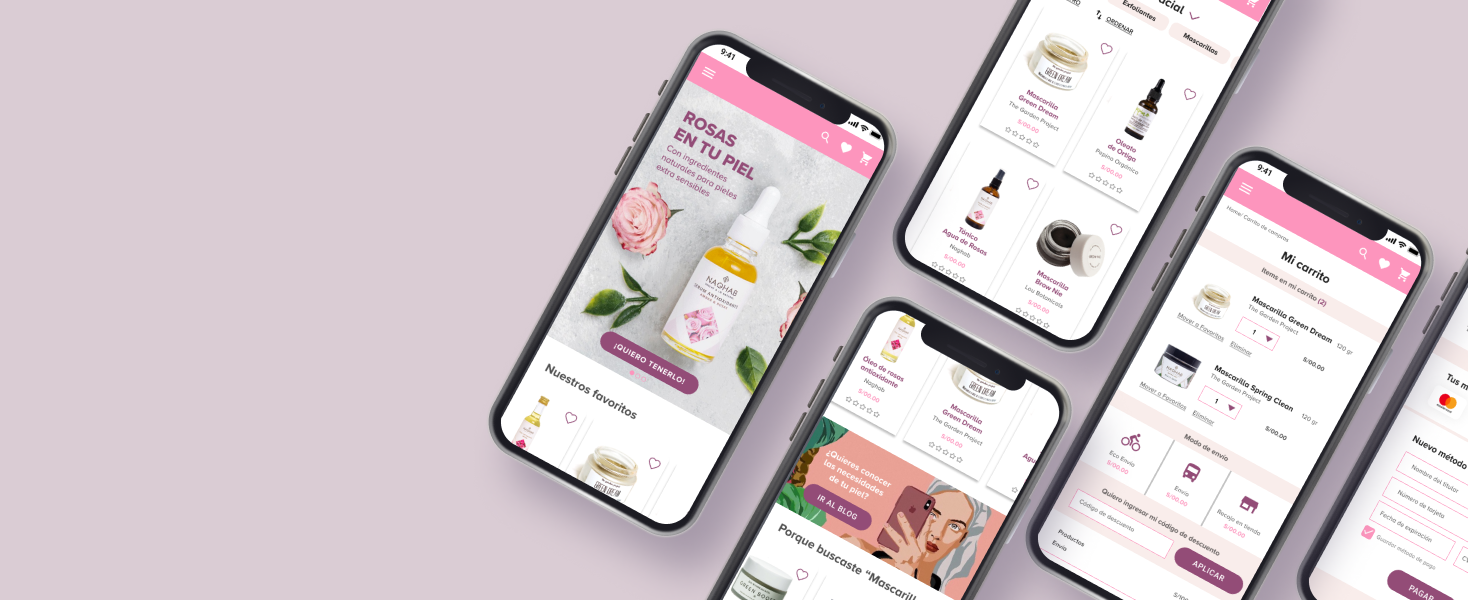 9:41
ROSAS
EN TU PIEL
Con ingredientes
naturales para pieles
extra sensibles
NAGHAB
SERUM ANTIOXIDANTE
¡QUIERO TENERLO!
Nuestros favoritos
Exfoliantes
Mascarillas
ORDENAR
GREEN DREAM
Mascarilla
Green Dream
The Garden Project
S/00.00
Oleato
de Ortiga
Pepino Orgánico
S/00.00
Tónico
Agua de Rosas
Naghab
S/00.00
Mascarilla
Brow Nie
Lou Botanicals
S/00.00
Óleo de rosas
antioxidante
Naghab
S/00.00
Mascarilla
Green Dream
The Garden Project
S/00.00
¿Quieres conocer
las necesidades
de tu piel?
IR AL BLOG
Porque buscaste “Mascarill
9:41
Home/ Carrito de compras
Mi carrito
Items en mi carrito (2)
Mascarilla Green Dream 120 gr
The Garden Project
1
S/00.00
Mover a Favoritos Eliminar
Mascarilla Spring Clean 120 gr
The Garden Project
1
S/00.00
Mover a Favoritos Eliminar
Modo de envío
Eco Envío
S/00.00
Envío
S/00.00
Recojo en tienda
S/00.00
Quiero ingresar mi código de descuento
Código de descuento
APLICAR
Productos
Envío
Tus m
Nuevo método
Nombre del titular
Numero de tarjeta
Fecha de expiración
Guardar método de pago
PAGAR